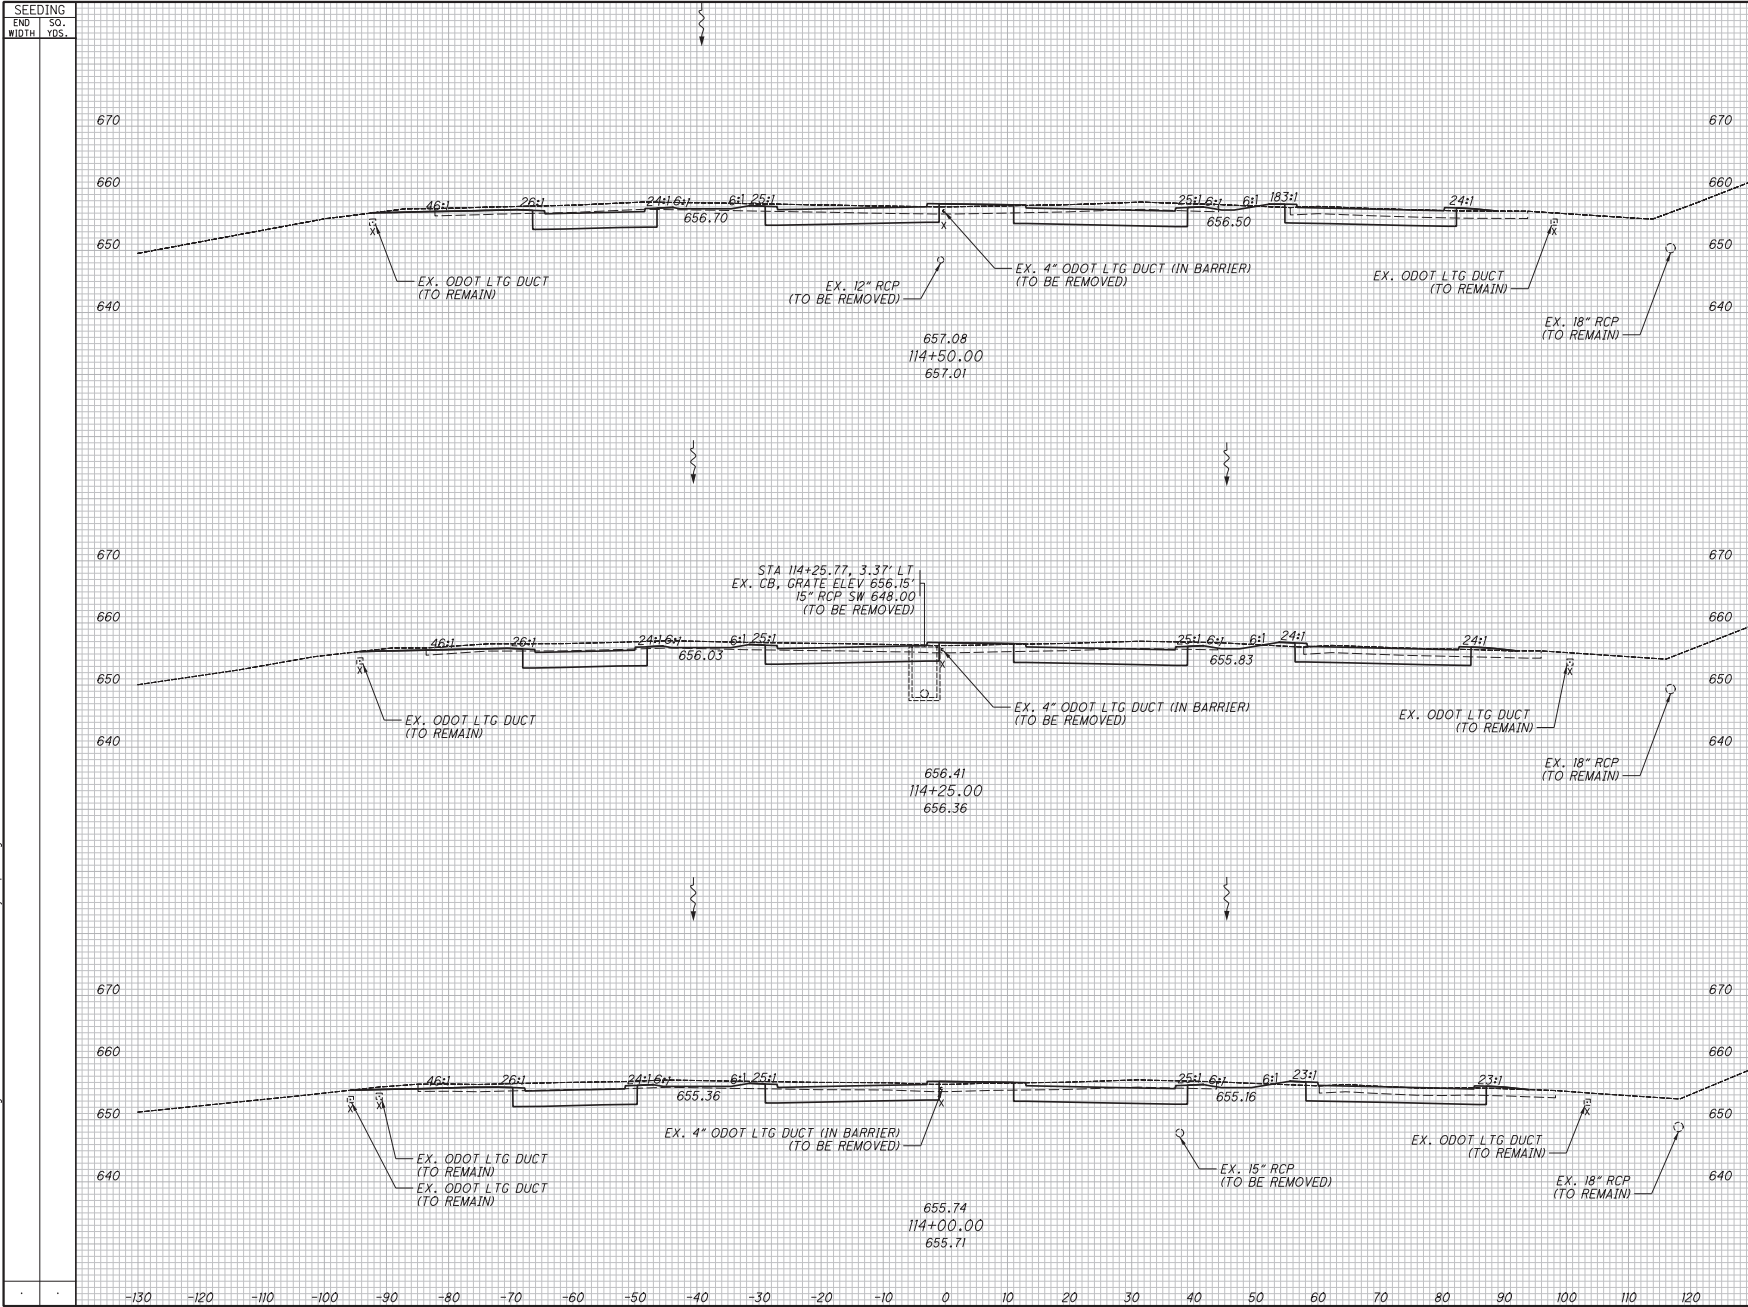 SEEDING
END WIDTH
SQ. YDS.
670 670
660 660
46:1 26:1 24:1 6:1 6:1 25:1 25:1 6:1 6:1 183:1 24:1
656.70 656.50
650 650
X X X
EX. ODOT LTG DUCT
(TO REMAIN)
EX. 12" RCP
(TO BE REMOVED)
EX. 4" ODOT LTG DUCT (IN BARRIER)
(TO BE REMOVED)
EX. ODOT LTG DUCT
(TO REMAIN)
640 640
EX. 18" RCP
(TO REMAIN)
657.08
114+50.00
657.01
670 670
STA 114+25.77, 3.37' LT
EX. CB, GRATE ELEV 656.15'
15" RCP SW 648.00
(TO BE REMOVED)
660 660
46:1 26:1 24:1 6:1 6:1 25:1 25:1 6:1 6:1 24:1 24:1
656.03 655.83
650 650
X X X
EX. ODOT LTG DUCT
(TO REMAIN)
EX. 4" ODOT LTG DUCT (IN BARRIER)
(TO BE REMOVED)
EX. ODOT LTG DUCT
(TO REMAIN)
640 640
EX. 18" RCP
(TO REMAIN)
656.41
114+25.00
656.36
670 670
660 660
46:1 26:1 24:1 6:1 6:1 25:1 25:1 6:1 6:1 23:1 23:1
655.36 655.16
650 650
X X X X
EX. 4" ODOT LTG DUCT (IN BARRIER)
(TO BE REMOVED)
EX. ODOT LTG DUCT
(TO REMAIN)
EX. ODOT LTG DUCT
(TO REMAIN)
EX. ODOT LTG DUCT
(TO REMAIN)
EX. 15" RCP
(TO BE REMOVED)
640 640
EX. 18" RCP
(TO REMAIN)
655.74
114+00.00
655.71
-130 -120 -110 -100 -90 -80 -70 -60 -50 -40 -30 -20 -10 0 10 20 30 40 50 60 70 80 90 100 110 120